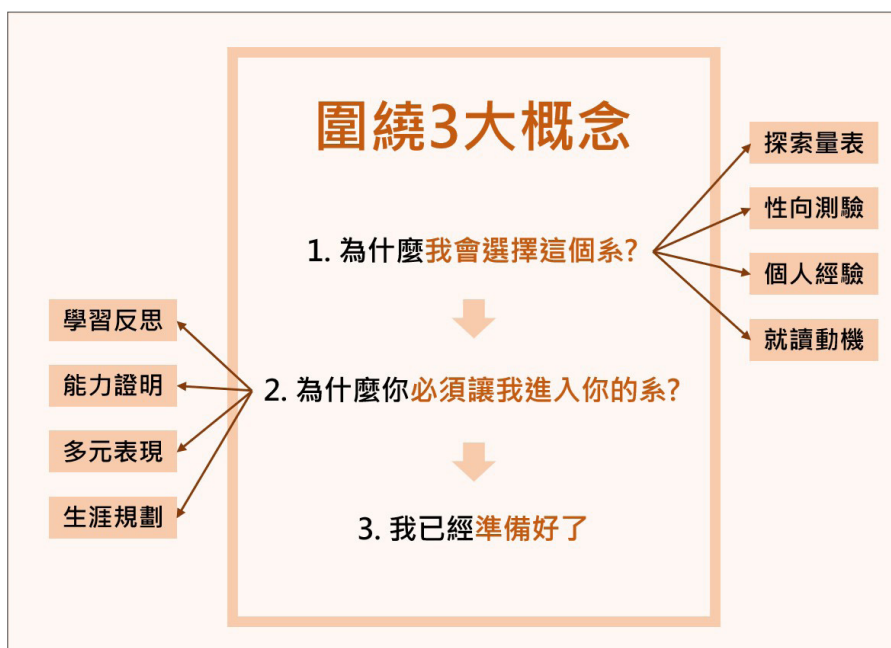 圍繞3大概念
1. 為什麼我會選擇這個系?
探索量表
性向測驗
個人經驗
就讀動機
2. 為什麼你必須讓我進入你的系?
學習反思
能力證明
多元表現
生涯規劃
3. 我已經準備好了